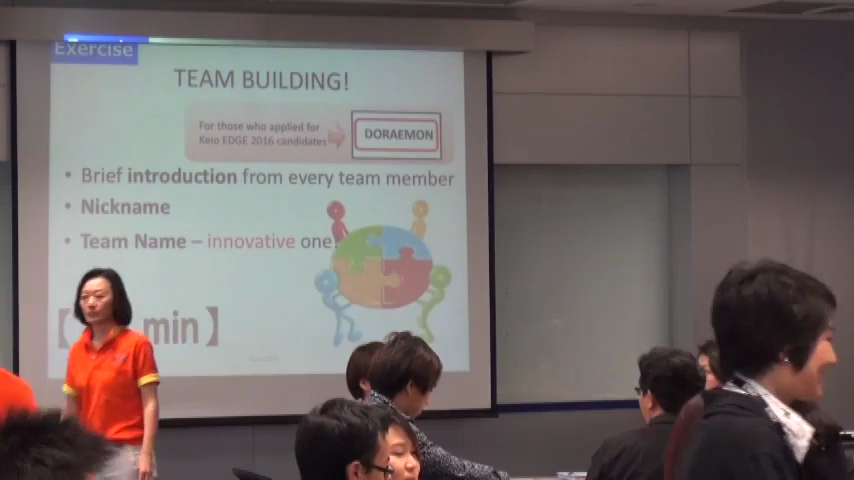 Exercise
TEAM BUILDING!
For those who applied for
Keio EDGE 2016 candidates
DORAEMON
• Brief introduction from every team member
• Nickname
• Team Name – innovative one!
【 min】